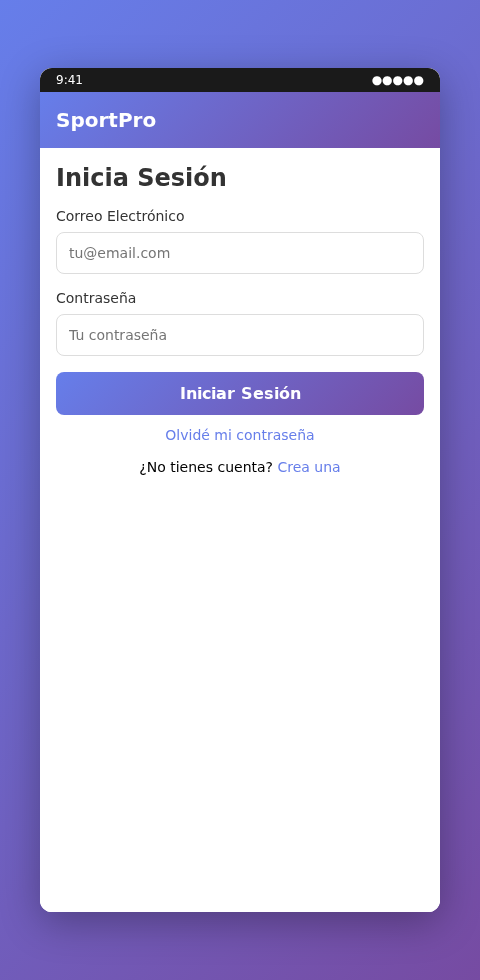 9:41 ●●●●●
SportPro
Inicia Sesión
Correo Electrónico
tu@email.com
Contraseña
Tu contraseña
Iniciar Sesión
Olvidé mi contraseña
¿No tienes cuenta? Crea una